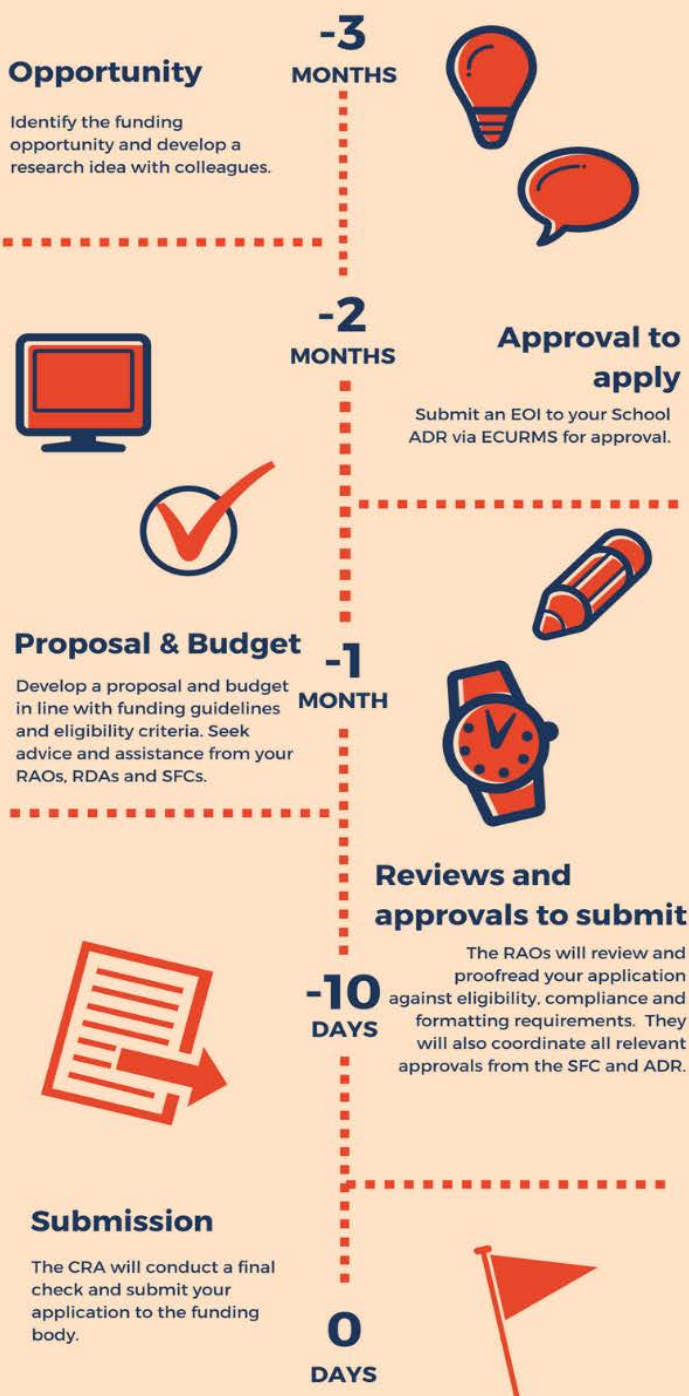 -3
MONTHS
Opportunity
Identify the funding
opportunity and develop a
research idea with colleagues.
-2
MONTHS
Approval to
apply
Submit an EOI to your School
ADR via ECURMS for approval.
Proposal & Budget
Develop a proposal and budget
in line with funding guidelines
and eligibility criteria. Seek
advice and assistance from your
RAOs, RDAs and SFCs.
-1
MONTH
Reviews and
approvals to submit
The RAOs will review and
proofread your application
against eligibility, compliance and
formatting requirements. They
will also coordinate all relevant
approvals from the SFC and ADR.
-10
DAYS
Submission
The CRA will conduct a final
check and submit your
application to the funding
body.
0
DAYS